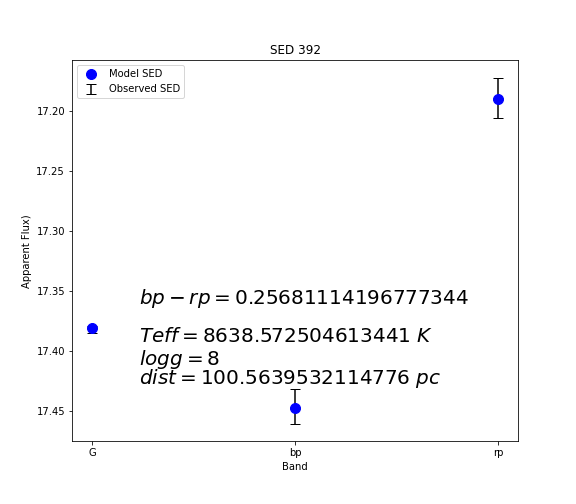 SED 392
Model SED
Observed SED
17.20
17.25
17.30
17.35
17.40
17.45
Apparent Flux)
bp − rp = 0.25681114196777344
Teff = 8638.572504613441 K
logg = 8
dist = 100.5639532114776 pc
G
bp
rp
Band